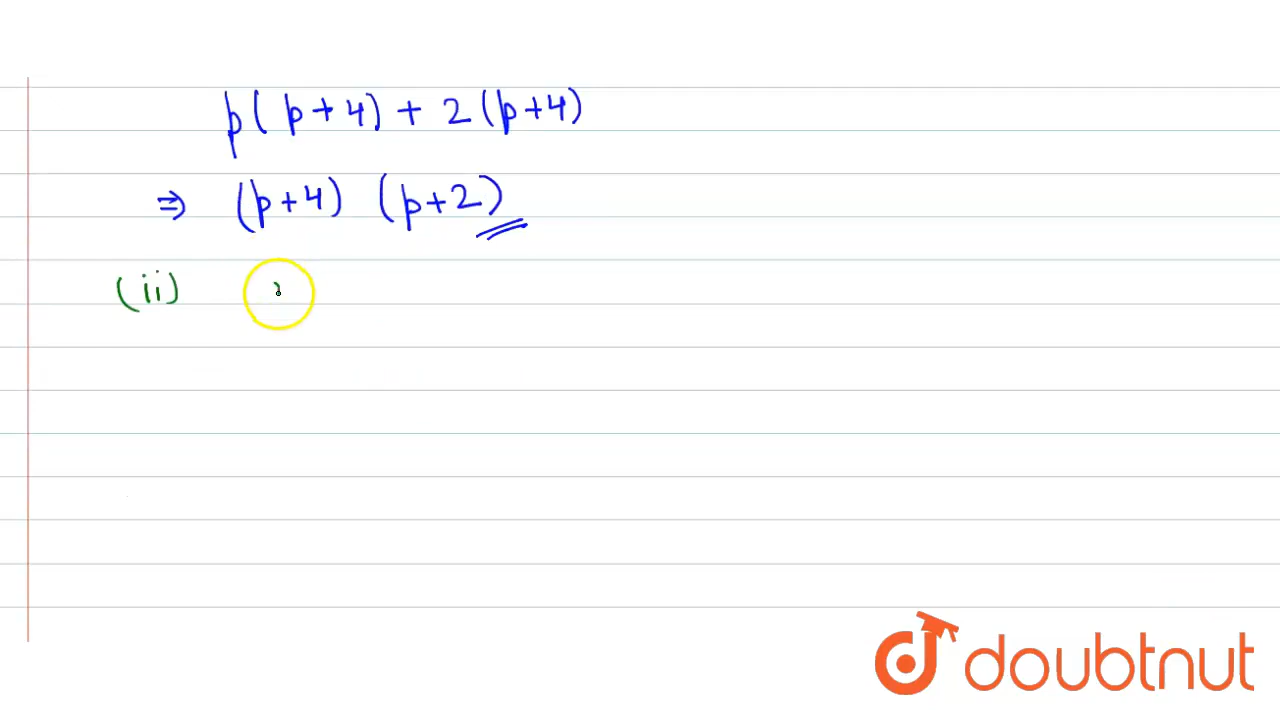 p(p+4)+2(p+4)
⇒ (p+4) (p+2)
(ii)
doubtnut